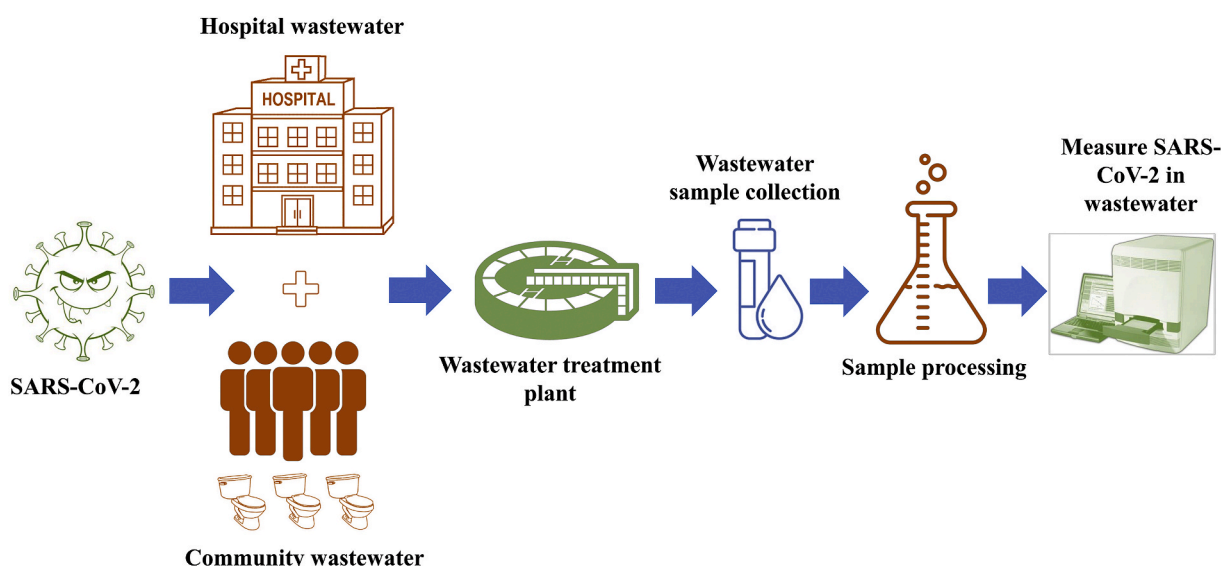 Hospital wastewater
HOSPITAL
SARS-CoV-2
Community wastewater
Wastewater treatment
plant
Wastewater
sample collection
Sample processing
Measure SARS-
CoV-2 in
wastewater